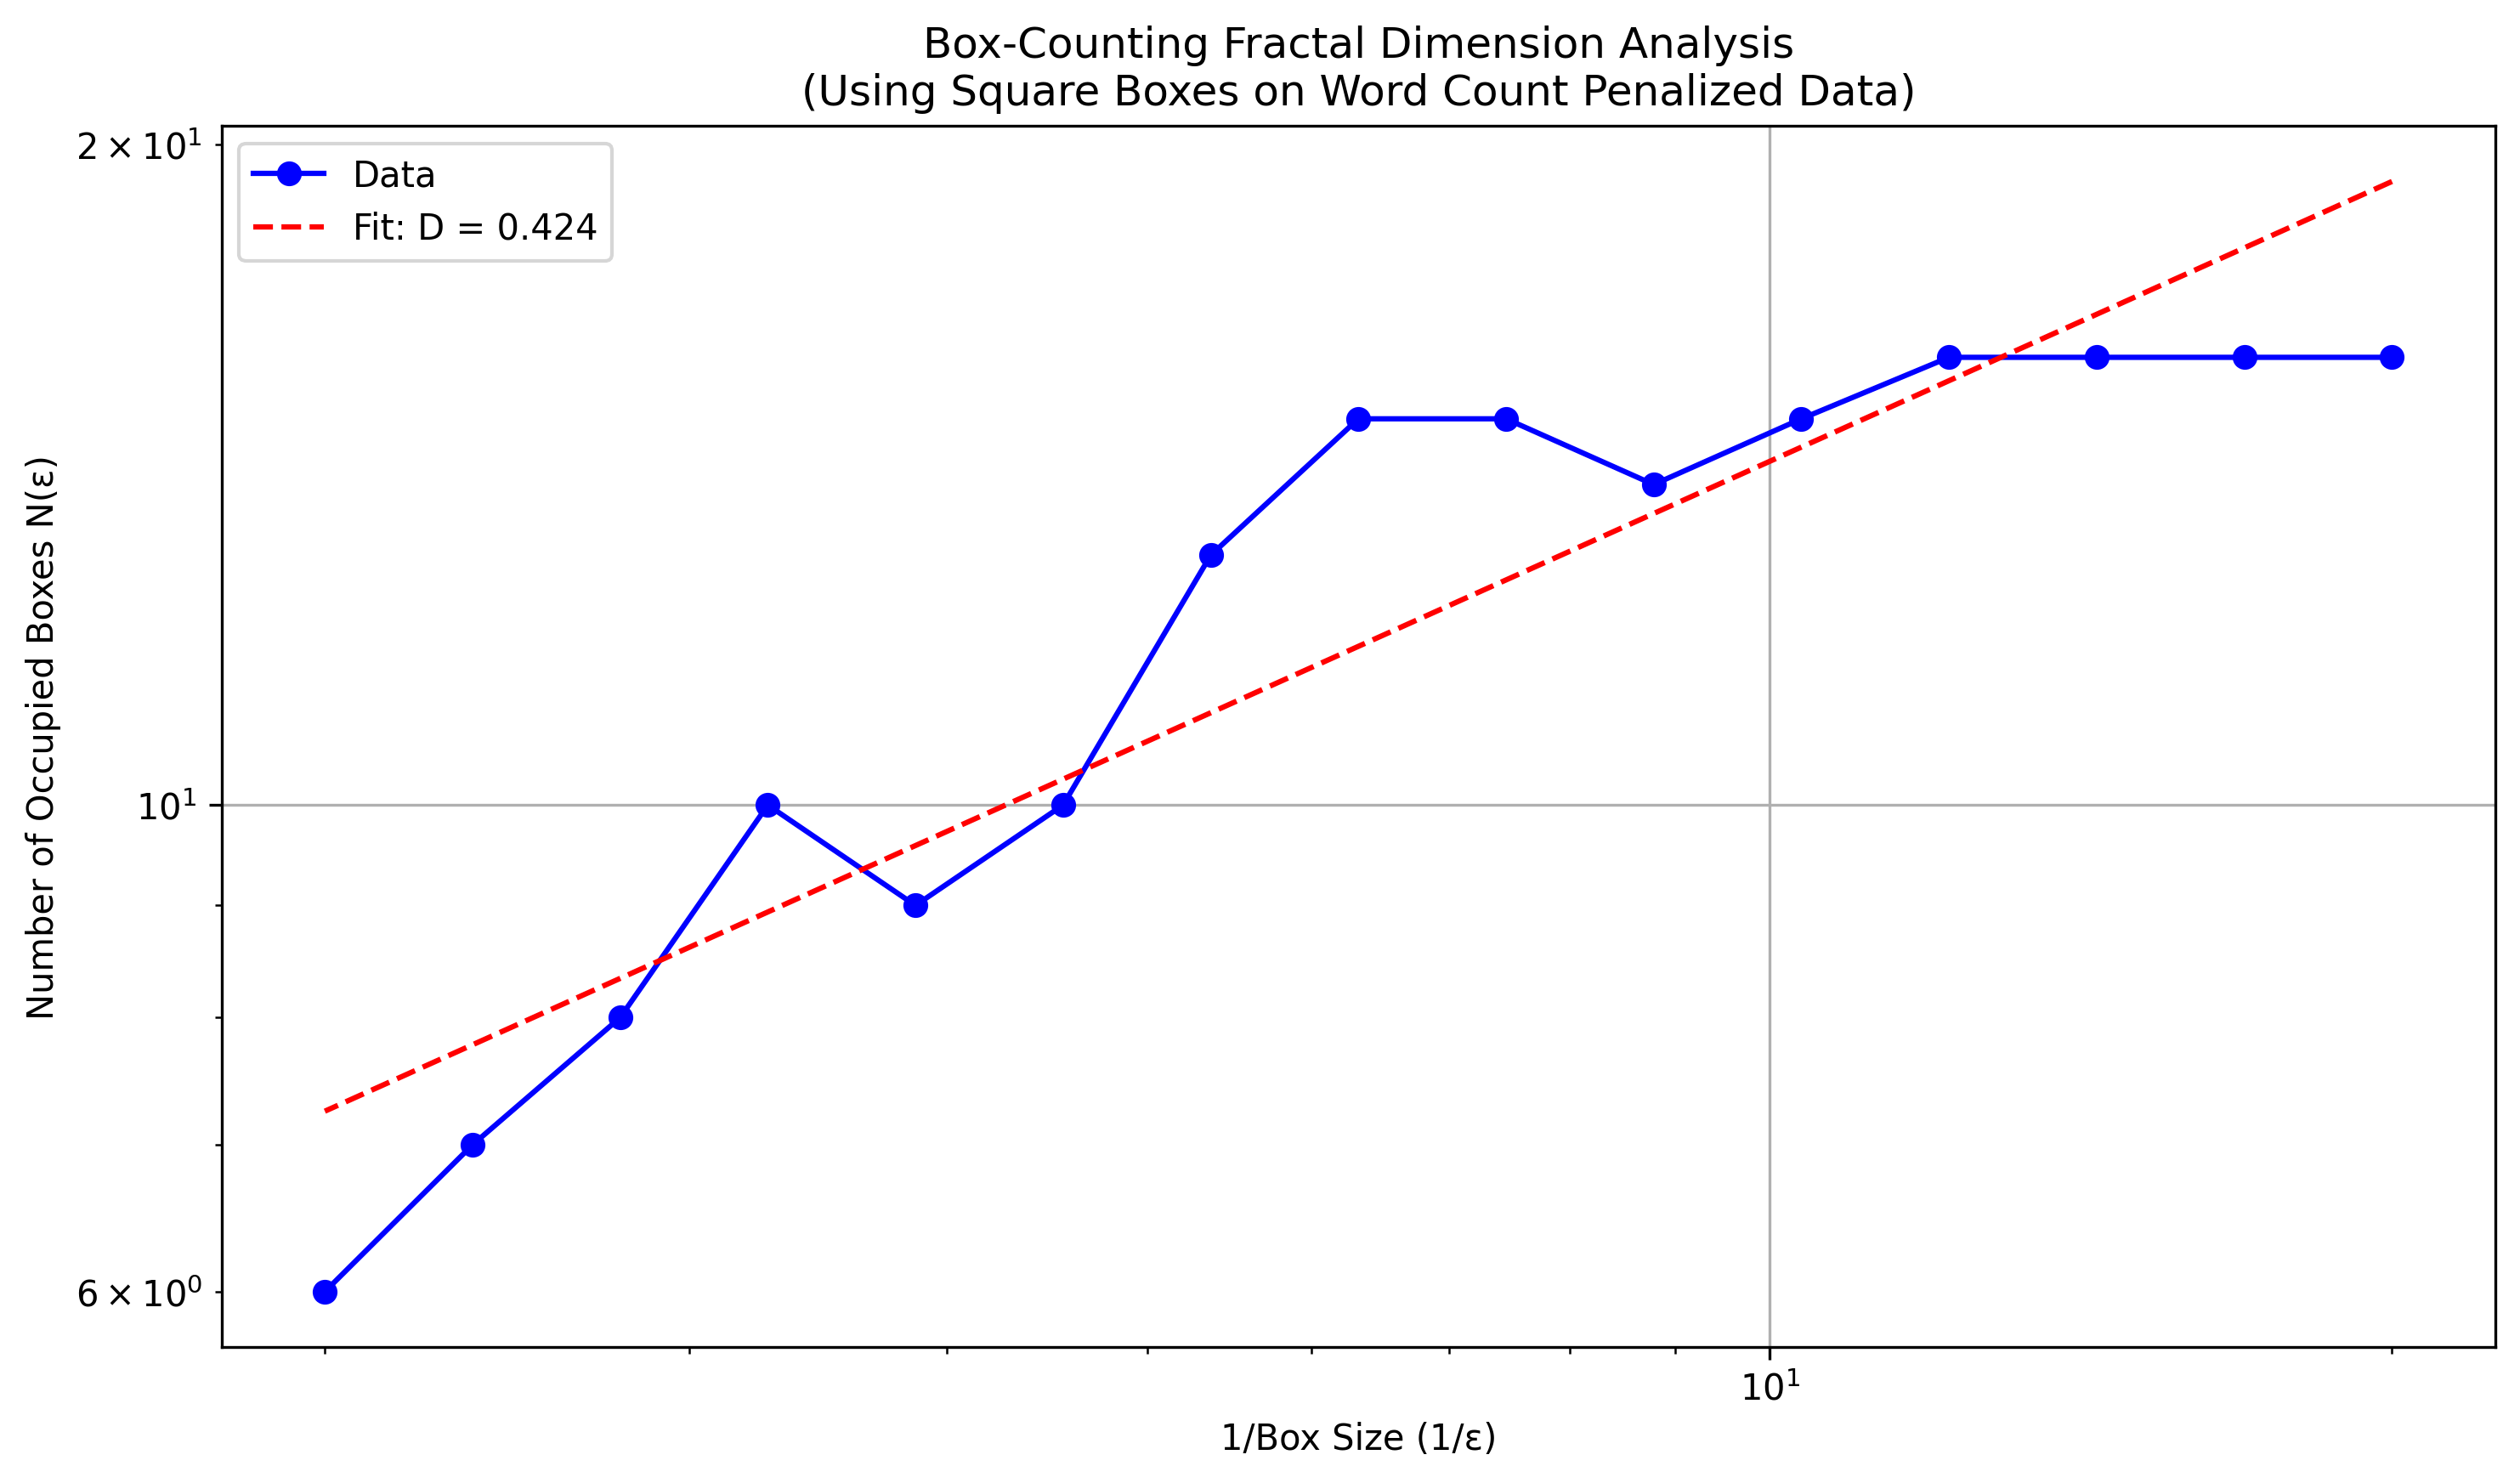 Box-Counting Fractal Dimension Analysis
(Using Square Boxes on Word Count Penalized Data)
2 × 10¹
Data
Fit: D = 0.424
Number of Occupied Boxes N(ε)
10¹
6 × 10⁰
10¹
1/Box Size (1/ε)